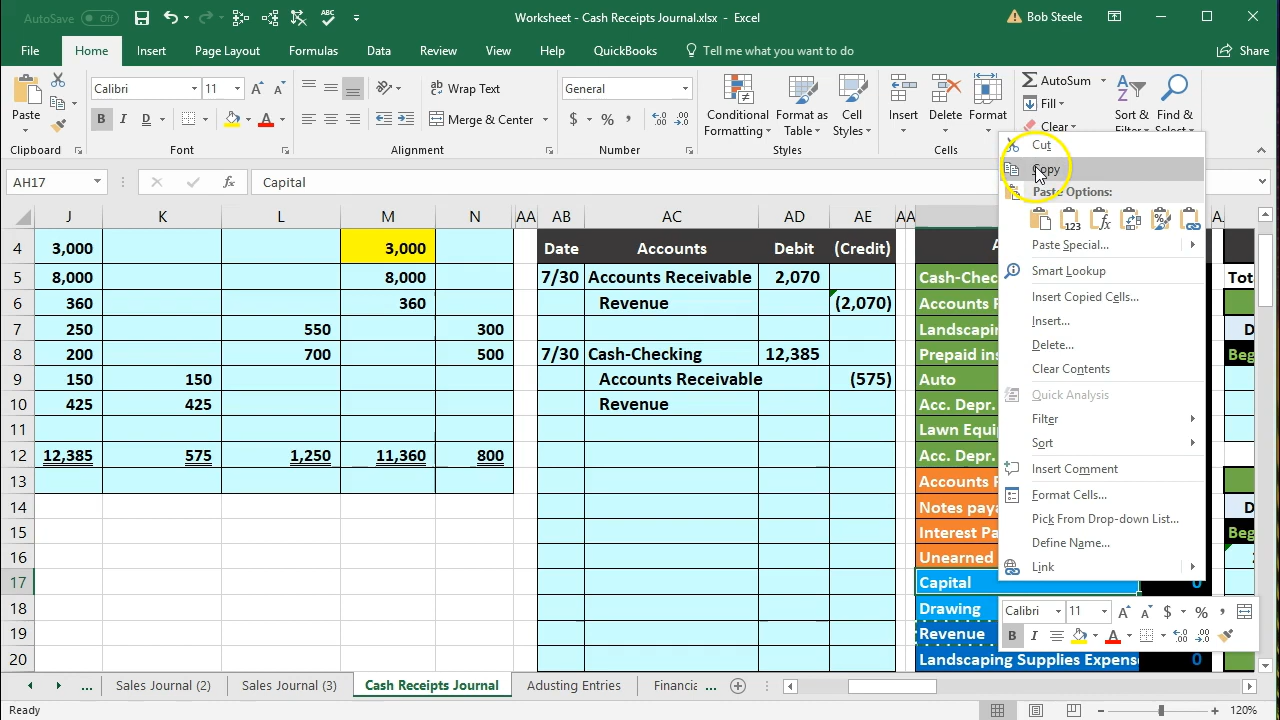 AutoSave Off Worksheet - Cash Receipts Journal.xlsx - Excel Bob Steele
File Home Insert Page Layout Formulas Data Review View Help QuickBooks Tell me what you want to do Share
Paste Calibri 11 Wrap Text General Conditional Formatting Format as Table Cell Styles Insert Delete Format AutoSum Fill Clear Sort & Find &
B I D Merge & Center $ % ,
Clipboard Font Alignment Number Styles Cells
AH17 fx Capital
J K L M N AA AB AC AD AE AA A
4 3,000 3,000 Date Accounts Debit (Credit) A
5 8,000 8,000 7/30 Accounts Receivable 2,070 Cash-Chec Tot
6 360 360 Revenue (2,070) Accounts R
7 250 550 300 Landscapin D
8 200 700 500 7/30 Cash-Checking 12,385 Prepaid ins Beg
9 150 150 Accounts Receivable (575) Auto
10 425 425 Revenue Acc. Depr.
11 Lawn Equi
12 12,385 575 1,250 11,360 800 Acc. Depr.
13 Accounts P
14 Notes paya D
15 Interest Pa Beg
16 Unearned
17 Capital 0
18 Drawing
19 Revenue
20 Landscaping Supplies Expens 0
Cut
Copy
Paste Options:
Paste Special...
Smart Lookup
Insert Copied Cells...
Insert...
Delete...
Clear Contents
Quick Analysis
Filter
Sort
Insert Comment
Format Cells...
Pick From Drop-down List...
Define Name...
Link
Calibri 11 A A $ % ,
B I A
... Sales Journal (2) Sales Journal (3) Cash Receipts Journal Adusting Entries Financia ...
Ready 120%